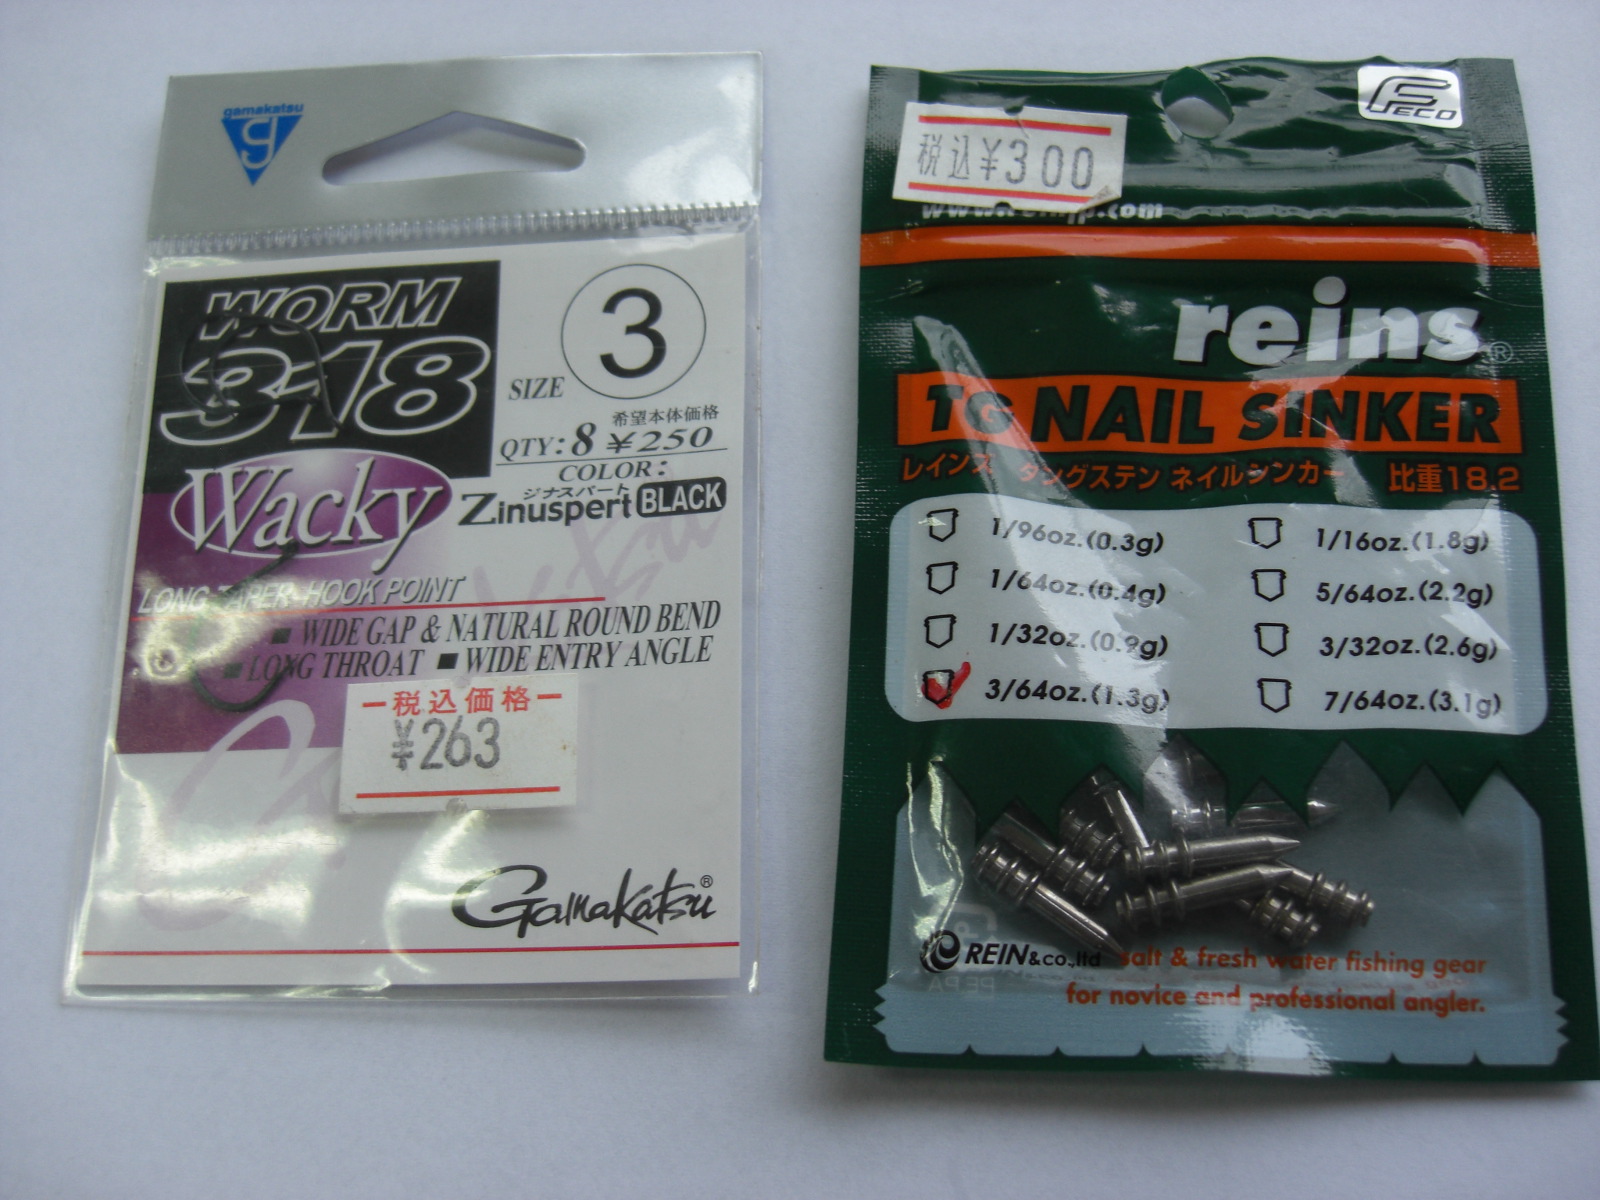 gamakatsu
g
WORM
318
Wacky
3
SIZE
希望本体価格
QTY:8 ¥250
COLOR:
ジナスパート
Zinuspert BLACK
LONG TAPER-HOOK POINT
■ WIDE GAP & NATURAL ROUND BEND
■ LONG THROAT ■ WIDE ENTRY ANGLE
税込価格
¥263
Gamakatsu®
FECO
税込¥300
reins®
TG NAIL SINKER
レインズ タングステン ネイルシンカー 比重18.2
1/96oz.(0.3g)
1/64oz.(0.4g)
1/32oz.(0.9g)
3/64oz.(1.3g)
1/16oz.(1.8g)
5/64oz.(2.2g)
3/32oz.(2.6g)
7/64oz.(3.1g)
REIN&co.,ltd
salt & fresh water fishing gear
for novice and professional angler.